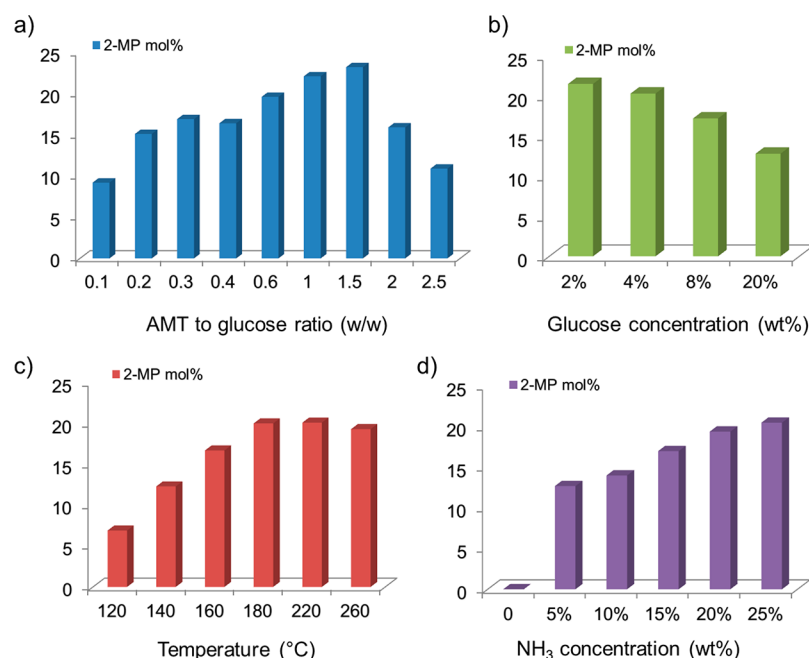 a)
2-MP mol%
25
20
15
10
5
0
0.1 0.2 0.3 0.4 0.6 1 1.5 2 2.5
AMT to glucose ratio (w/w)
b)
2-MP mol%
25
20
15
10
5
0
2% 4% 8% 20%
Glucose concentration (wt%)
c)
2-MP mol%
25
20
15
10
5
0
120 140 160 180 220 260
Temperature (°C)
d)
2-MP mol%
25
20
15
10
5
0
0 5% 10% 15% 20% 25%
NH₃ concentration (wt%)